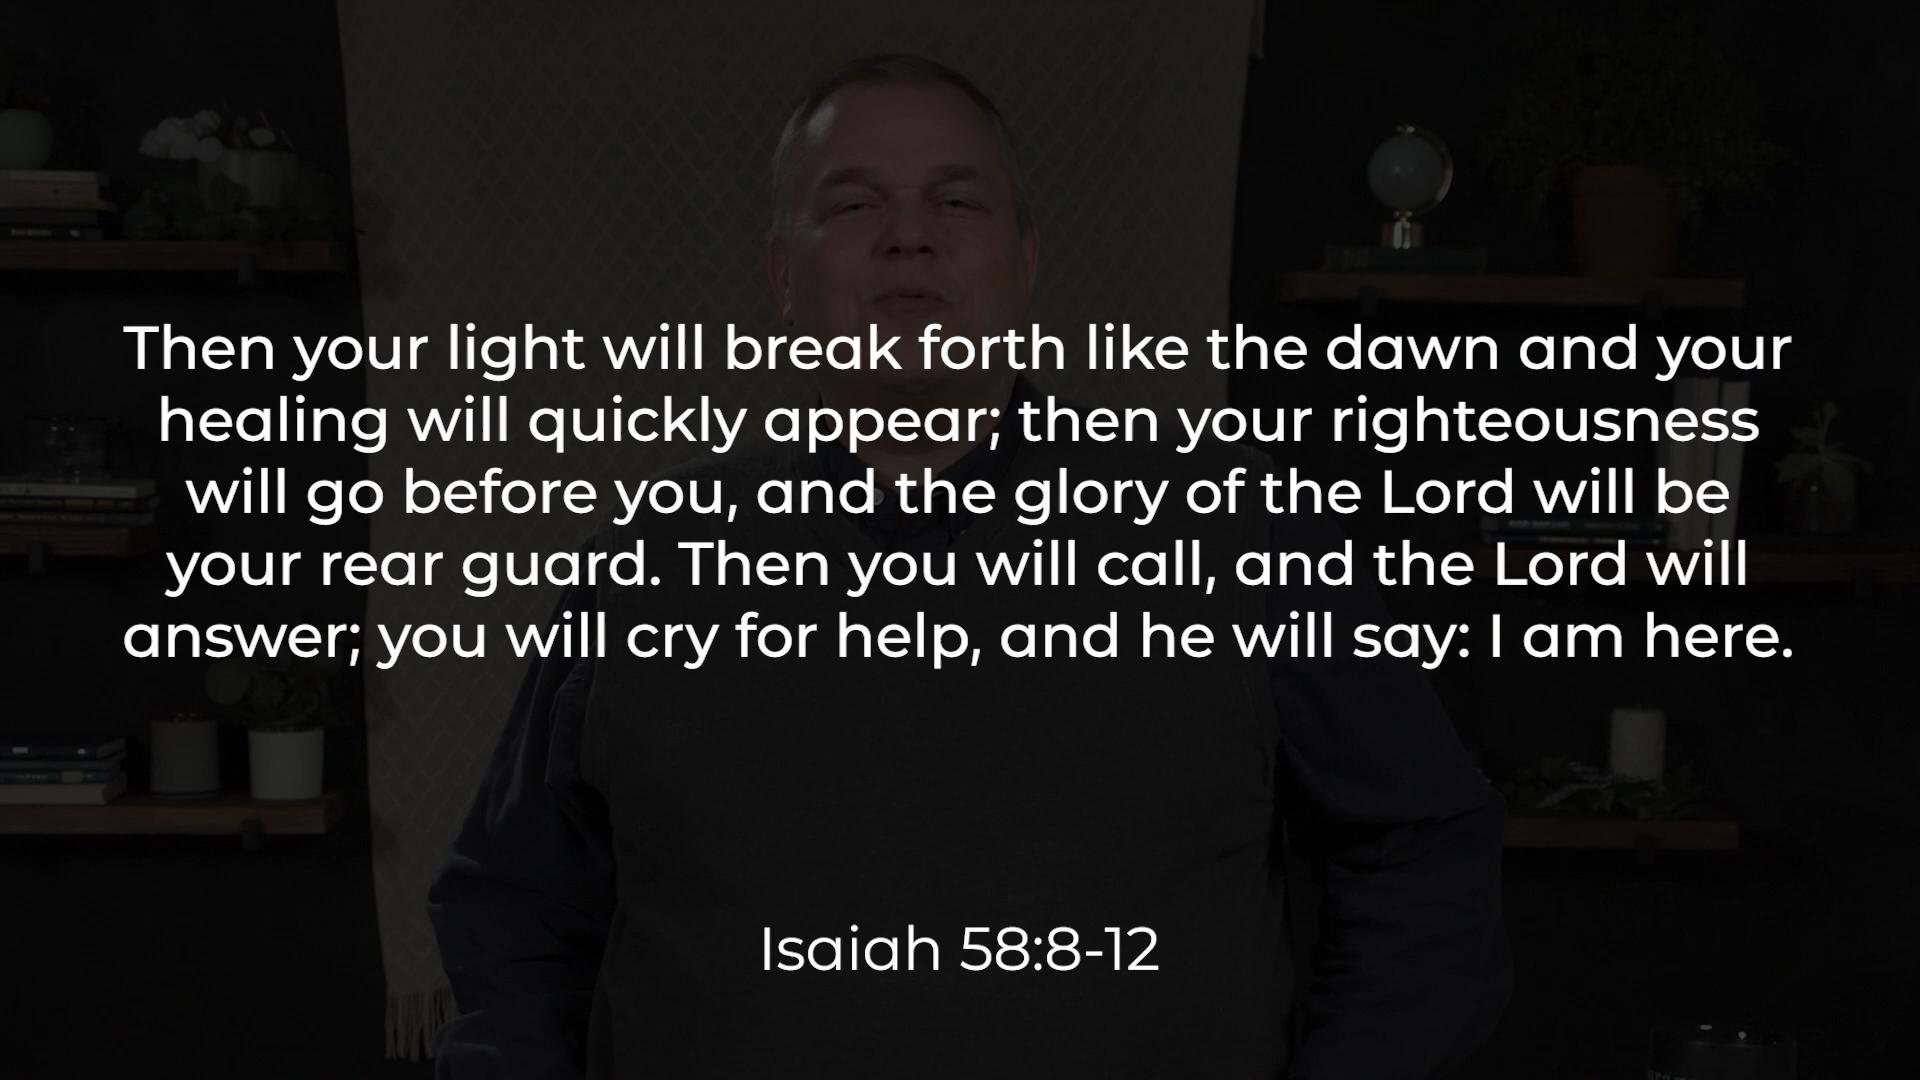 Then your light will break forth like the dawn and your
healing will quickly appear; then your righteousness
will go before you, and the glory of the Lord will be
your rear guard. Then you will call, and the Lord will
answer; you will cry for help, and he will say: I am here.
Isaiah 58:8-12